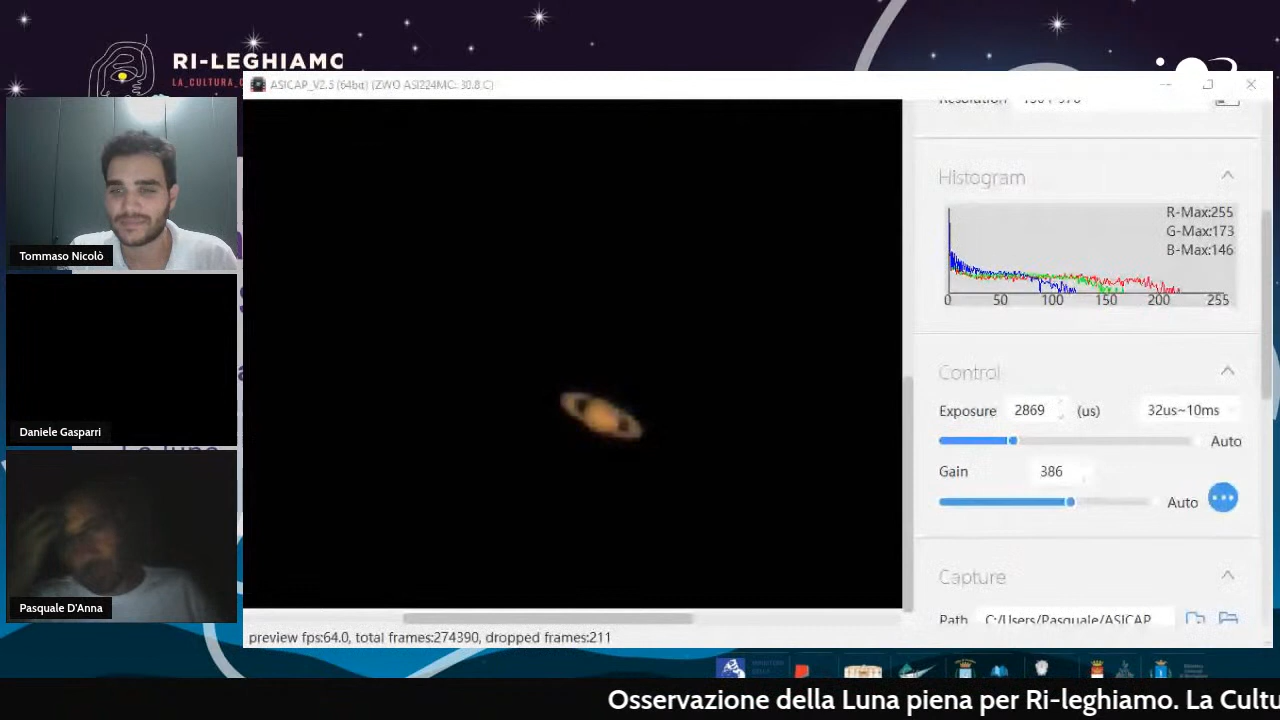 RI-LEGHIAMO
ASICAP_V2.5 (64bit) (ZWO ASI224MC: 30.8 C)
Resolution
Histogram
R-Max:255
G-Max:173
B-Max:146
0 50 100 150 200 255
Control
Exposure 2869 (us) 32us~10ms
Auto
Gain 386
Auto
Capture
Path C:/Users/Pasquale/ASICAP
preview fps:64.0, total frames:274390, dropped frames:211
Tommaso Nicolò
Daniele Gasparri
Pasquale D'Anna
Osservazione della Luna piena per Ri-leghiamo. La Cultu